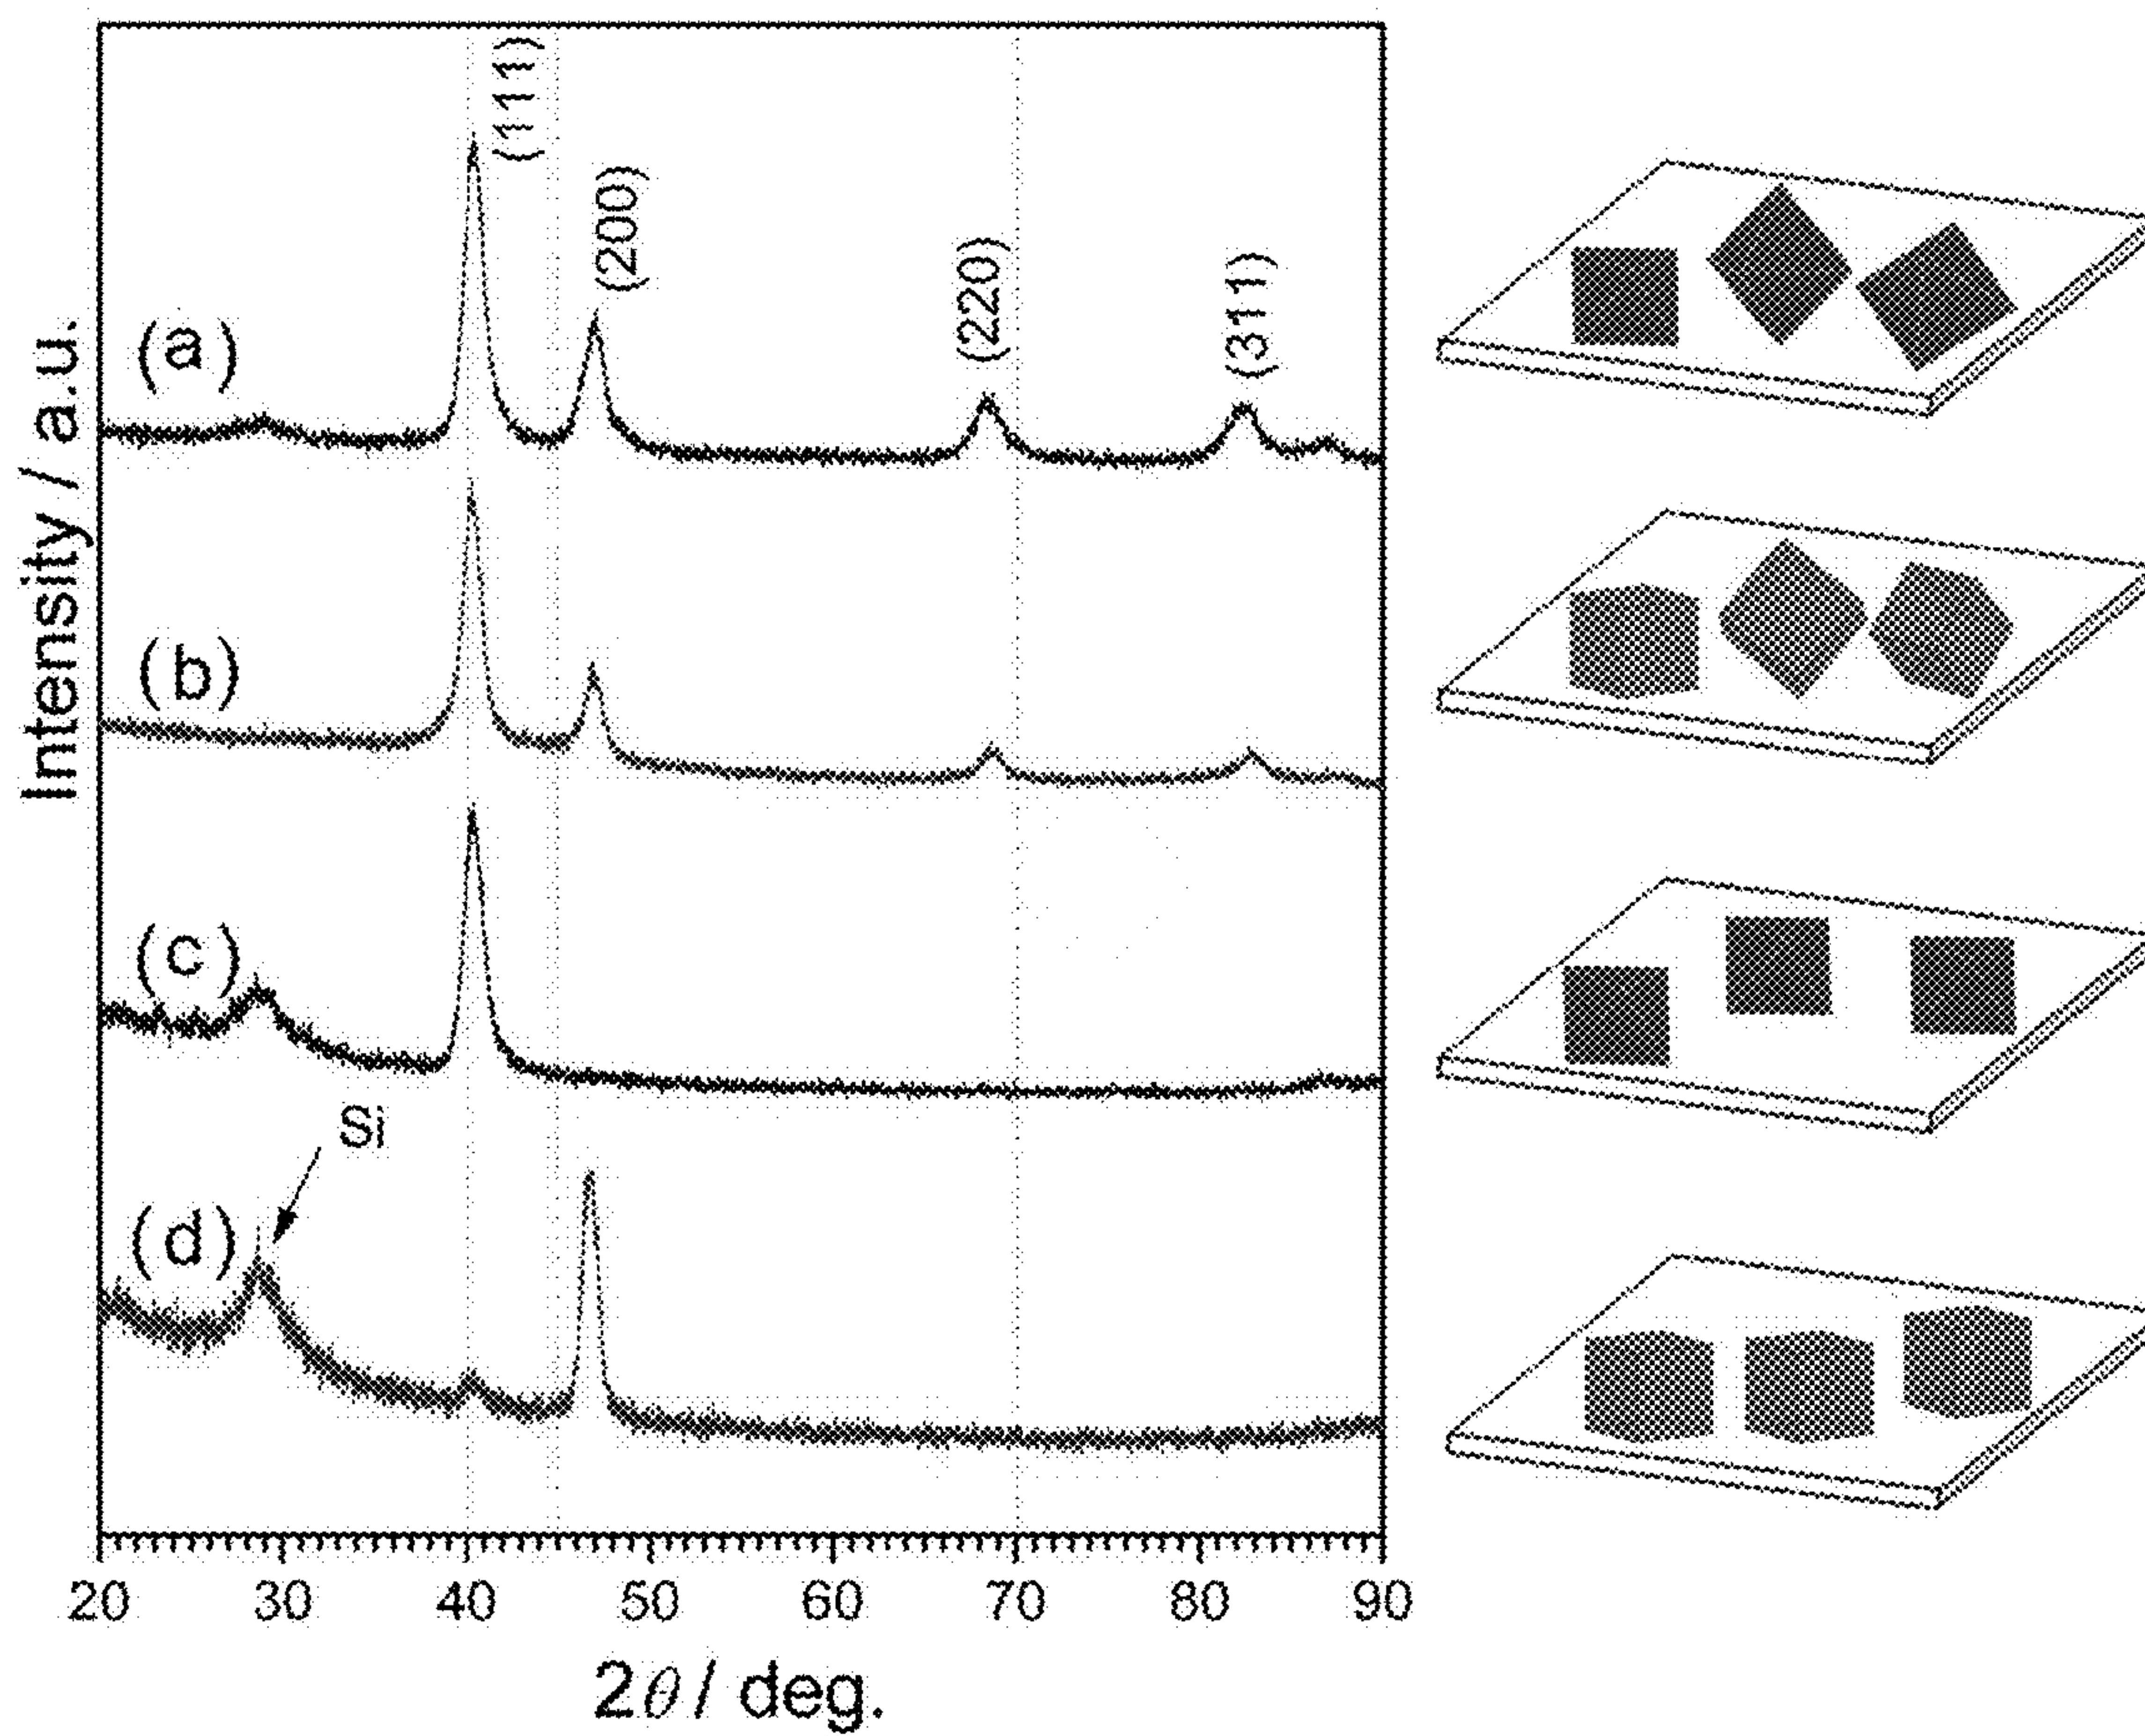 Intensity / a.u.
(a)
(111)
(200)
(220)
(311)
(b)
(c)
Si
(d)
20 30 40 50 60 70 80 90
2θ / deg.